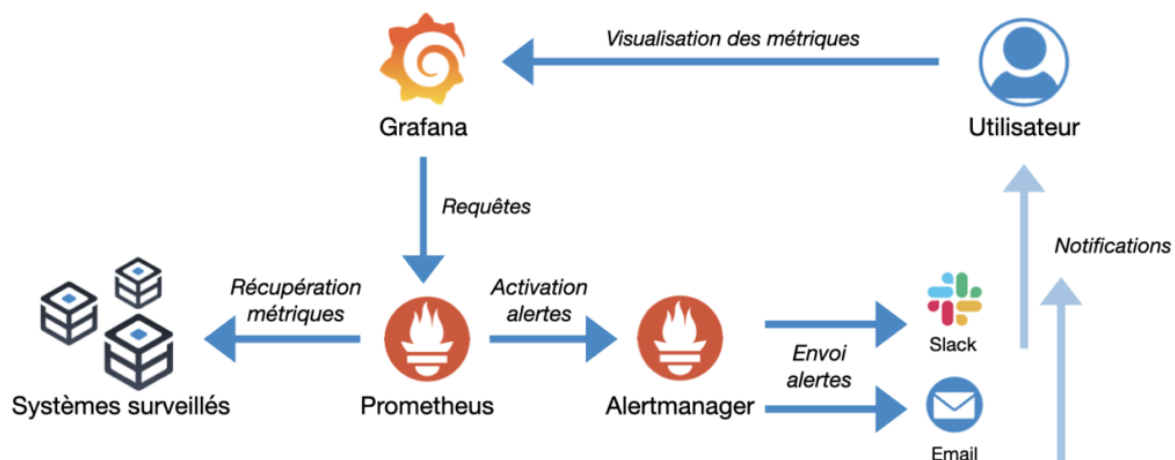 Visualisation des métriques
Grafana
Utilisateur
Requêtes
Notifications
Récupération
métriques
Activation
alertes
Envoi
alertes
Slack
Systèmes surveillés
Prometheus
Alertmanager
Email